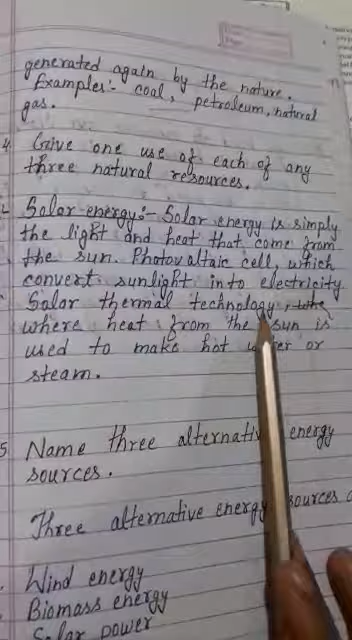 generated again by the nature.
Examples:- coal, petroleum, natural
gas.
4. Give one use of each of any
three natural resources.
Solar energy:- Solar energy is simply
the light and heat that come from
the sun. Photovoltaic cell, which
convert sunlight into electricity
Solar thermal technology,
where heat from the sun is
used to make hot or
steam.
5 Name three alternativ energy
sources.
Three alternative energy sources a
Wind energy
Biomass energy
Solar power